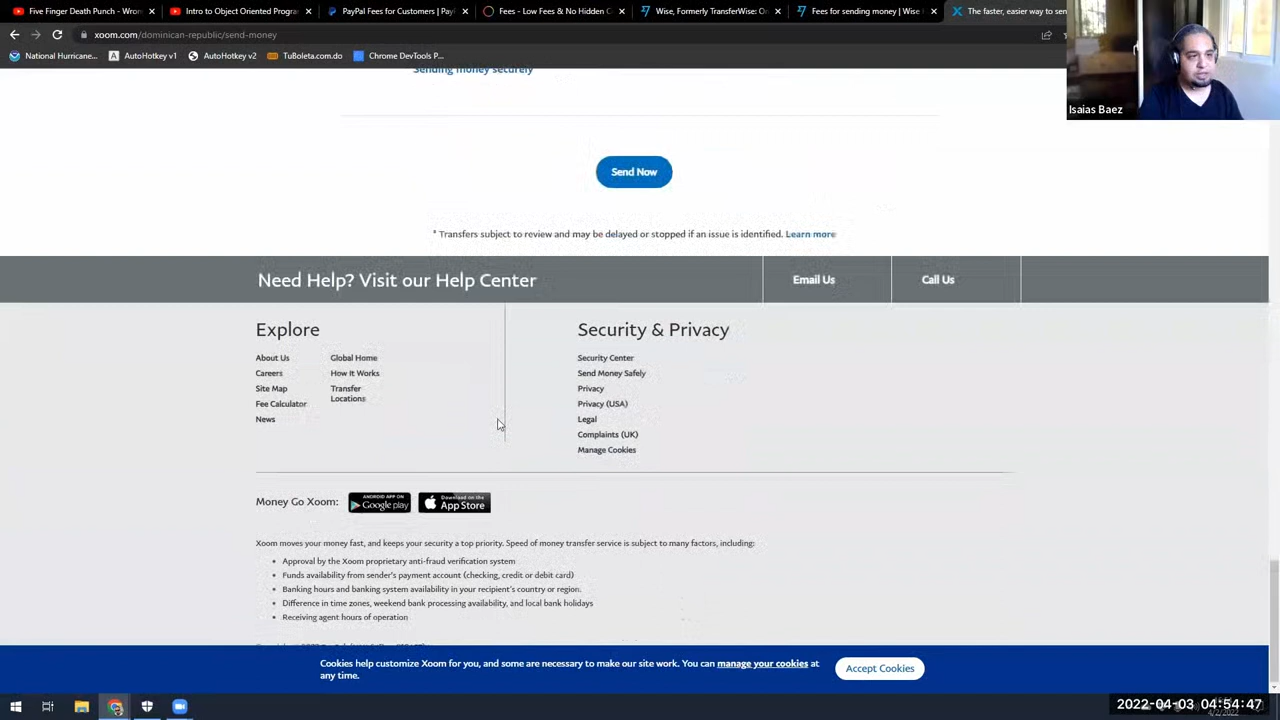 Five Finger Death Punch - Wron
Intro to Object Oriented Progra
PayPal Fees for Customers | Pay
Fees - Low Fees & No Hidden C
Wise, Formerly TransferWise: On
Fees for sending money | Wise
The faster, easier way to sen
xoom.com/dominican-republic/send-money
National Hurricane...
AutoHotkey v1
AutoHotkey v2
TuBoleta.com.do
Chrome DevTools P...
Isaias Baez
Sending money securely
Send Now
* Transfers subject to review and may be delayed or stopped if an issue is identified. Learn more
Need Help? Visit our Help Center
Email Us
Call Us
Explore
About Us
Careers
Site Map
Fee Calculator
News
Global Home
How It Works
Transfer
Locations
Security & Privacy
Security Center
Send Money Safely
Privacy
Privacy (USA)
Legal
Complaints (UK)
Manage Cookies
Money Go Xoom:
ANDROID APP ON
Google play
Download on the
App Store
Xoom moves your money fast, and keeps your security a top priority. Speed of money transfer service is subject to many factors, including:
• Approval by the Xoom proprietary anti-fraud verification system
• Funds availability from sender's payment account (checking, credit or debit card)
• Banking hours and banking system availability in your recipient's country or region.
• Difference in time zones, weekend bank processing availability, and local bank holidays
• Receiving agent hours of operation
Cookies help customize Xoom for you, and some are necessary to make our site work. You can manage your cookies at
any time.
Accept Cookies
2022-04-03 04:54:47